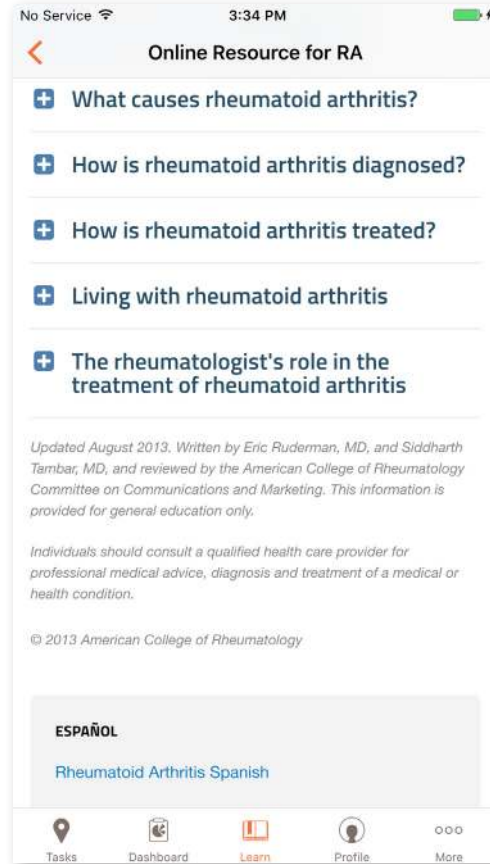 No Service 3:34 PM
Online Resource for RA
What causes rheumatoid arthritis?
How is rheumatoid arthritis diagnosed?
How is rheumatoid arthritis treated?
Living with rheumatoid arthritis
The rheumatologist's role in the
treatment of rheumatoid arthritis
Updated August 2013. Written by Eric Ruderman, MD, and Siddharth
Tambar, MD, and reviewed by the American College of Rheumatology
Committee on Communications and Marketing. This information is
provided for general education only.
Individuals should consult a qualified health care provider for
professional medical advice, diagnosis and treatment of a medical or
health condition.
© 2013 American College of Rheumatology
ESPAÑOL
Rheumatoid Arthritis Spanish
Tasks Dashboard Learn Profile More